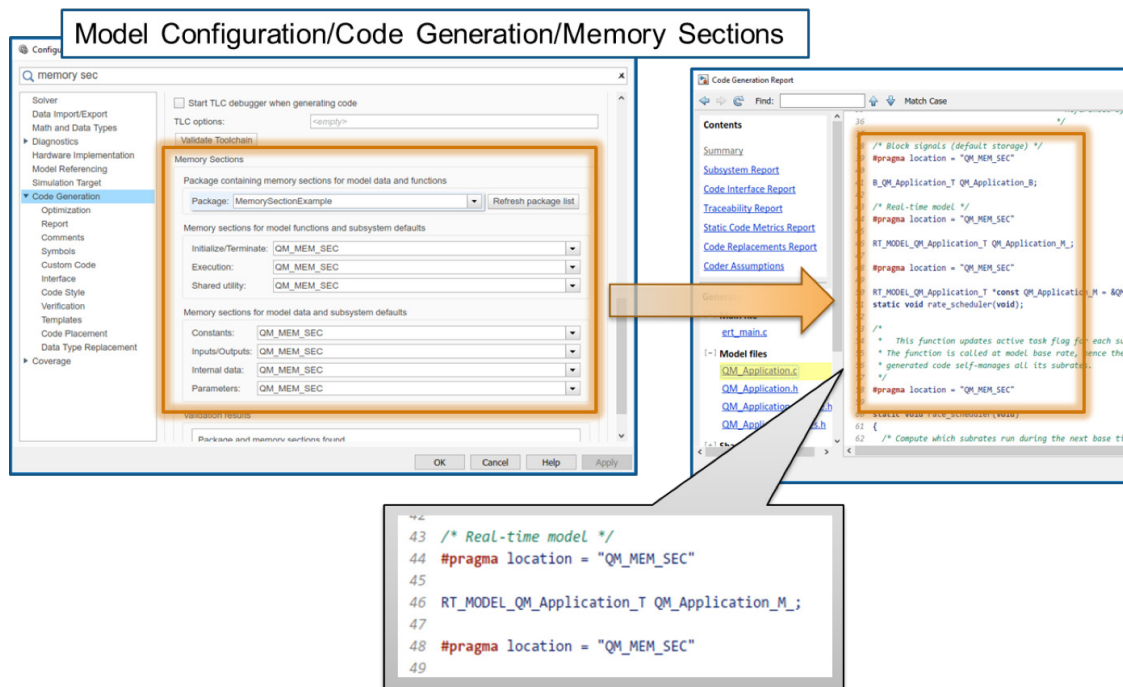 Model Configuration/Code Generation/Memory Sections
memory sec
Solver
Data Import/Export
Math and Data Types
Diagnostics
Hardware Implementation
Model Referencing
Simulation Target
Code Generation
Optimization
Report
Comments
Symbols
Custom Code
Interface
Code Style
Verification
Templates
Code Placement
Data Type Replacement
Coverage
Start TLC debugger when generating code
TLC options: <empty>
Validate Toolchain
Memory Sections
Package containing memory sections for model data and functions
Package: MemorySectionExample Refresh package list
Memory sections for model functions and subsystem defaults
Initialize/Terminate: QM_MEM_SEC
Execution: QM_MEM_SEC
Shared utility: QM_MEM_SEC
Memory sections for model data and subsystem defaults
Constants: QM_MEM_SEC
Inputs/Outputs: QM_MEM_SEC
Internal data: QM_MEM_SEC
Parameters: QM_MEM_SEC
Validation results
Package and memory sections found
OK Cancel Help Apply
Code Generation Report
Find: Match Case
Contents
Summary
Subsystem Report
Code Interface Report
Traceability Report
Static Code Metrics Report
Code Replacements Report
Coder Assumptions
ert_main.c
[-] Model files
QM_Application.c
QM_Application.h
36 */
/* Block signals (default storage) */
#pragma location = "QM_MEM_SEC"
B_QM_Application_T QM_Application_B;
/* Real-time model */
#pragma location = "QM_MEM_SEC"
RT_MODEL_QM_Application_T QM_Application_M_;
#pragma location = "QM_MEM_SEC"
RT_MODEL_QM_Application_T *const QM_Application_M =
static void rate_scheduler(void);
/*
* This function updates active task flag for each
* The function is called at model base rate, hence the
* generated code self-manages all its subrates.
*/
#pragma location = "QM_MEM_SEC"
static void rate_scheduler(void)
61 {
62 /* Compute which subrates run during the next base
42
43 /* Real-time model */
44 #pragma location = "QM_MEM_SEC"
45
46 RT_MODEL_QM_Application_T QM_Application_M_;
47
48 #pragma location = "QM_MEM_SEC"
49